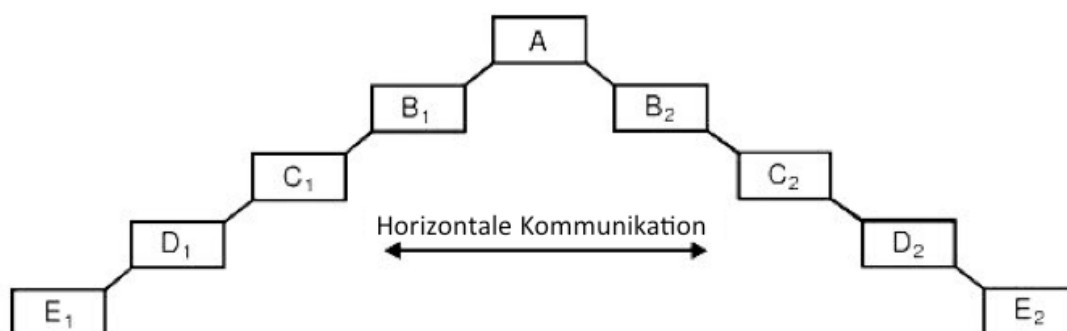 A
B₁ B₂
C₁ C₂
Horizontale Kommunikation
D₁ D₂
E₁ E₂